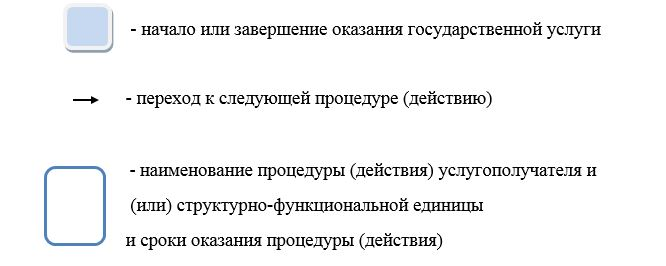 - начало или завершение оказания государственной услуги
- переход к следующей процедуре (действию)
- наименование процедуры (действия) услугополучателя и
(или) структурно-функциональной единицы
и сроки оказания процедуры (действия)